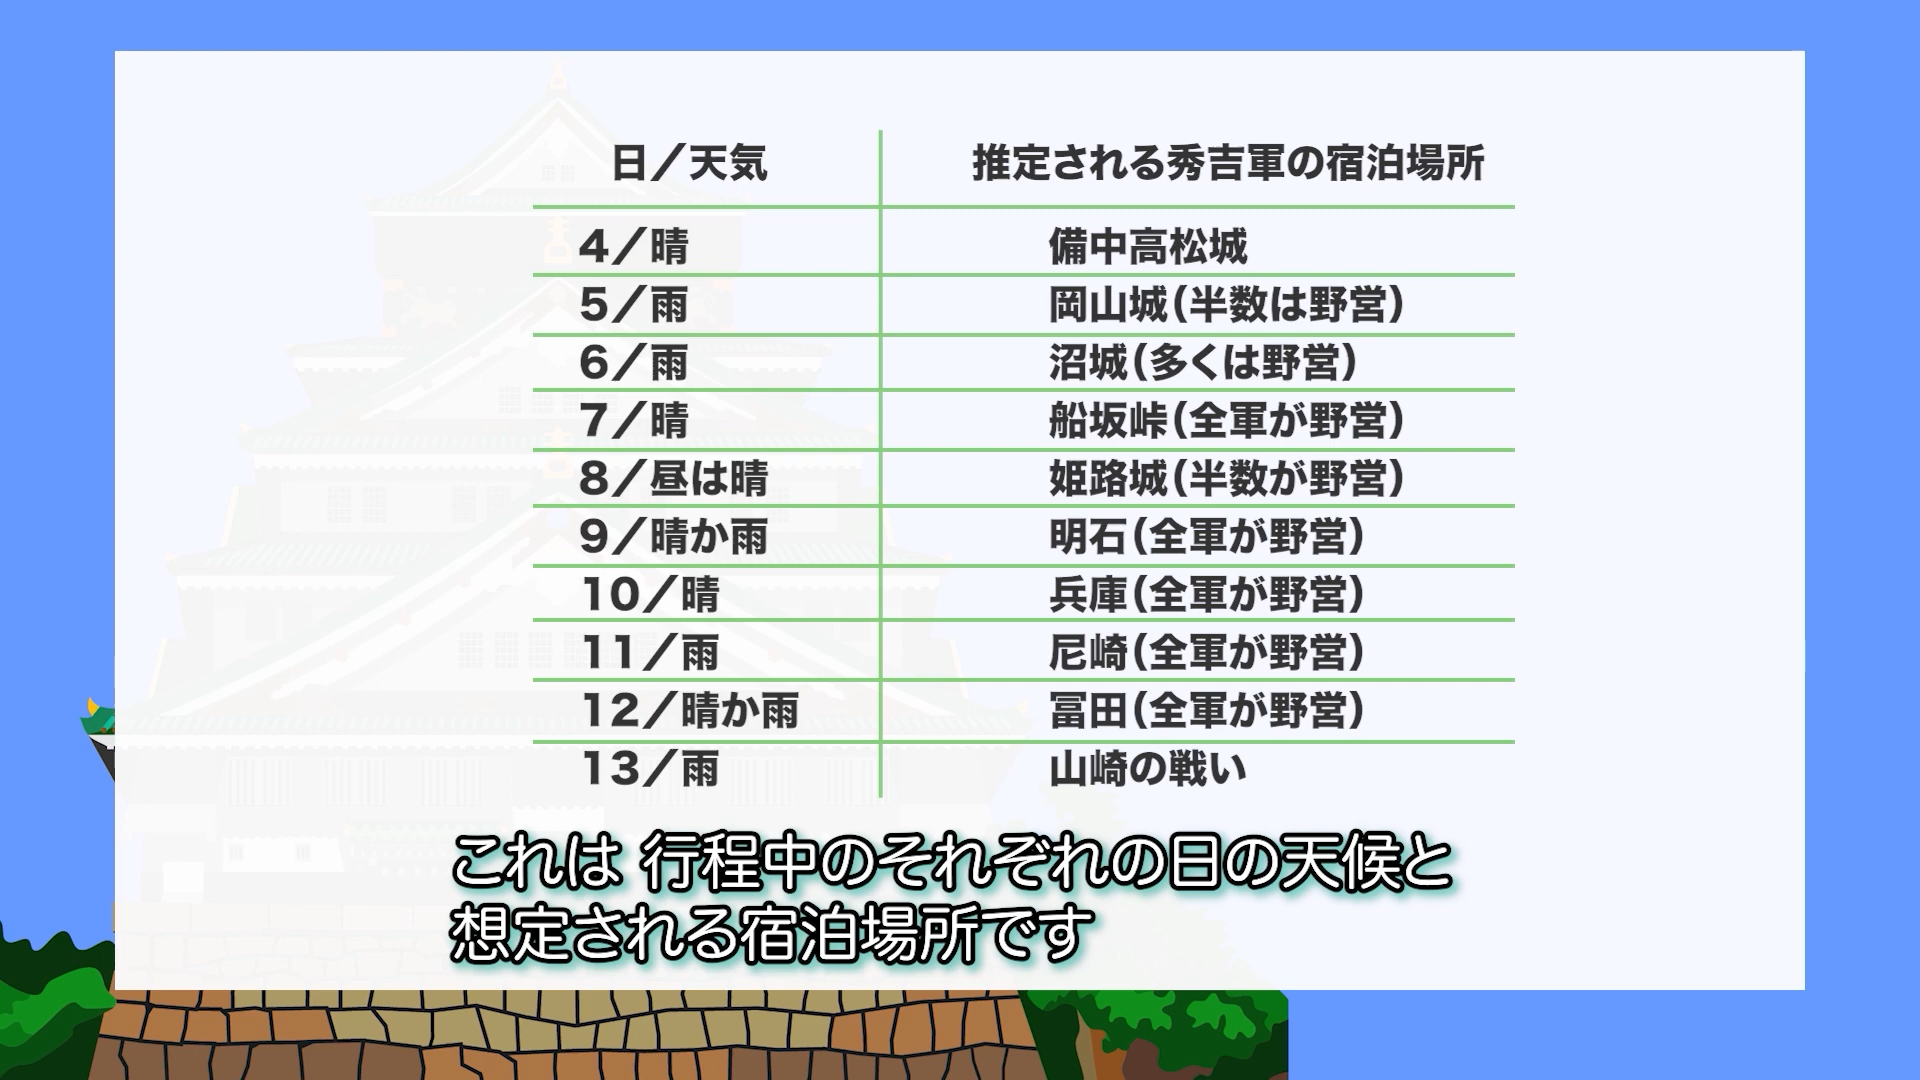 日／天気 推定される秀吉軍の宿泊場所
4／晴 備中高松城
5／雨 岡山城(半数は野営)
6／雨 沼城(多くは野営)
7／晴 船坂峠(全軍が野営)
8／昼は晴 姫路城(半数が野営)
9／晴か雨 明石(全軍が野営)
10／晴 兵庫(全軍が野営)
11／雨 尼崎(全軍が野営)
12／晴か雨 冨田(全軍が野営)
13／雨 山崎の戦い
これは 行程中のそれぞれの日の天候と
想定される宿泊場所です